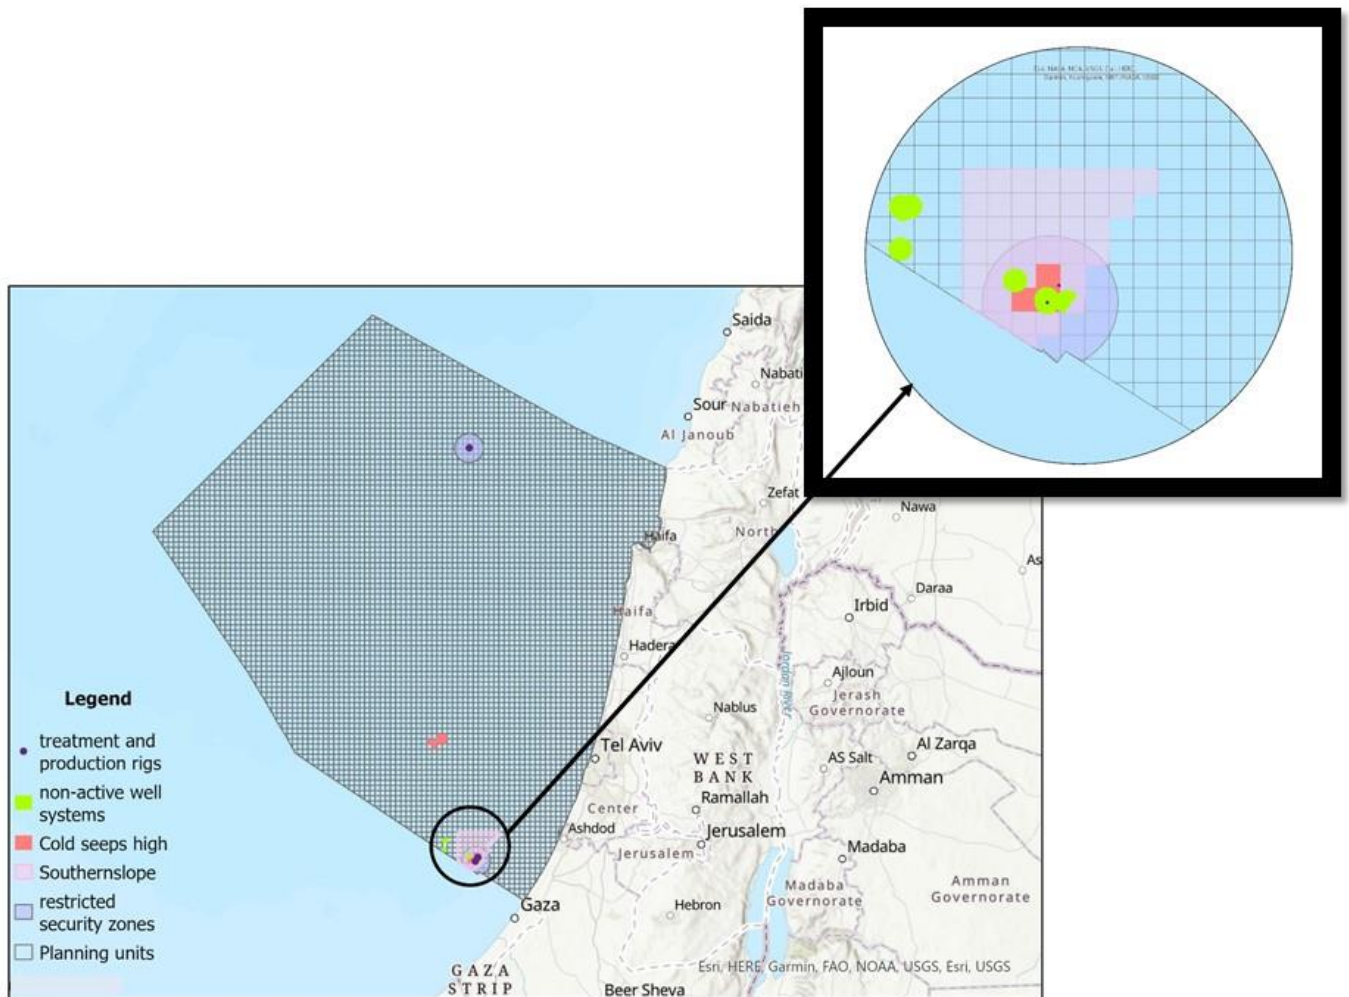 Saida
Nabati
Sour
Nabatieh
Al Janoub
Zefat
Nawa
North
Haifa
As
Daraa
Irbid
Haifa
Hadera
Jordan River
Ajloun
Jerash
Governorate
Nablus
Legend
treatment and
production rigs
non-active well
systems
Cold seeps high
Southernslope
restricted
security zones
Planning units
Tel Aviv
WEST
BANK
AS Salt
Al Zarqa
Amman
Ramallah
Center
Ashdod
Jerusalem
Jerusalem
Madaba
Madaba
Governorate
Amman
Governorate
Hebron
Gaza
GAZA
STRIP
Beer Sheva
Esri, HERE, Garmin, FAO, NOAA, USGS, Esri, USGS